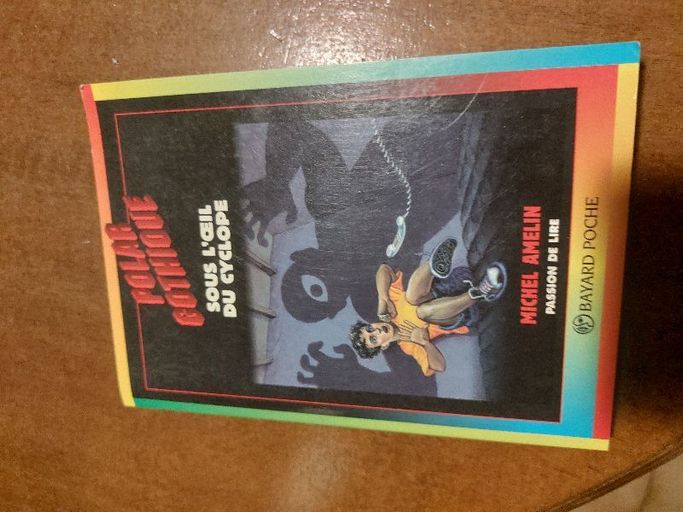 POLAR
GOTHIQUE
SOUS L'ŒIL
DU CYCLOPE
MICHEL AMELIN
PASSION DE LIRE
BAYARD POCHE